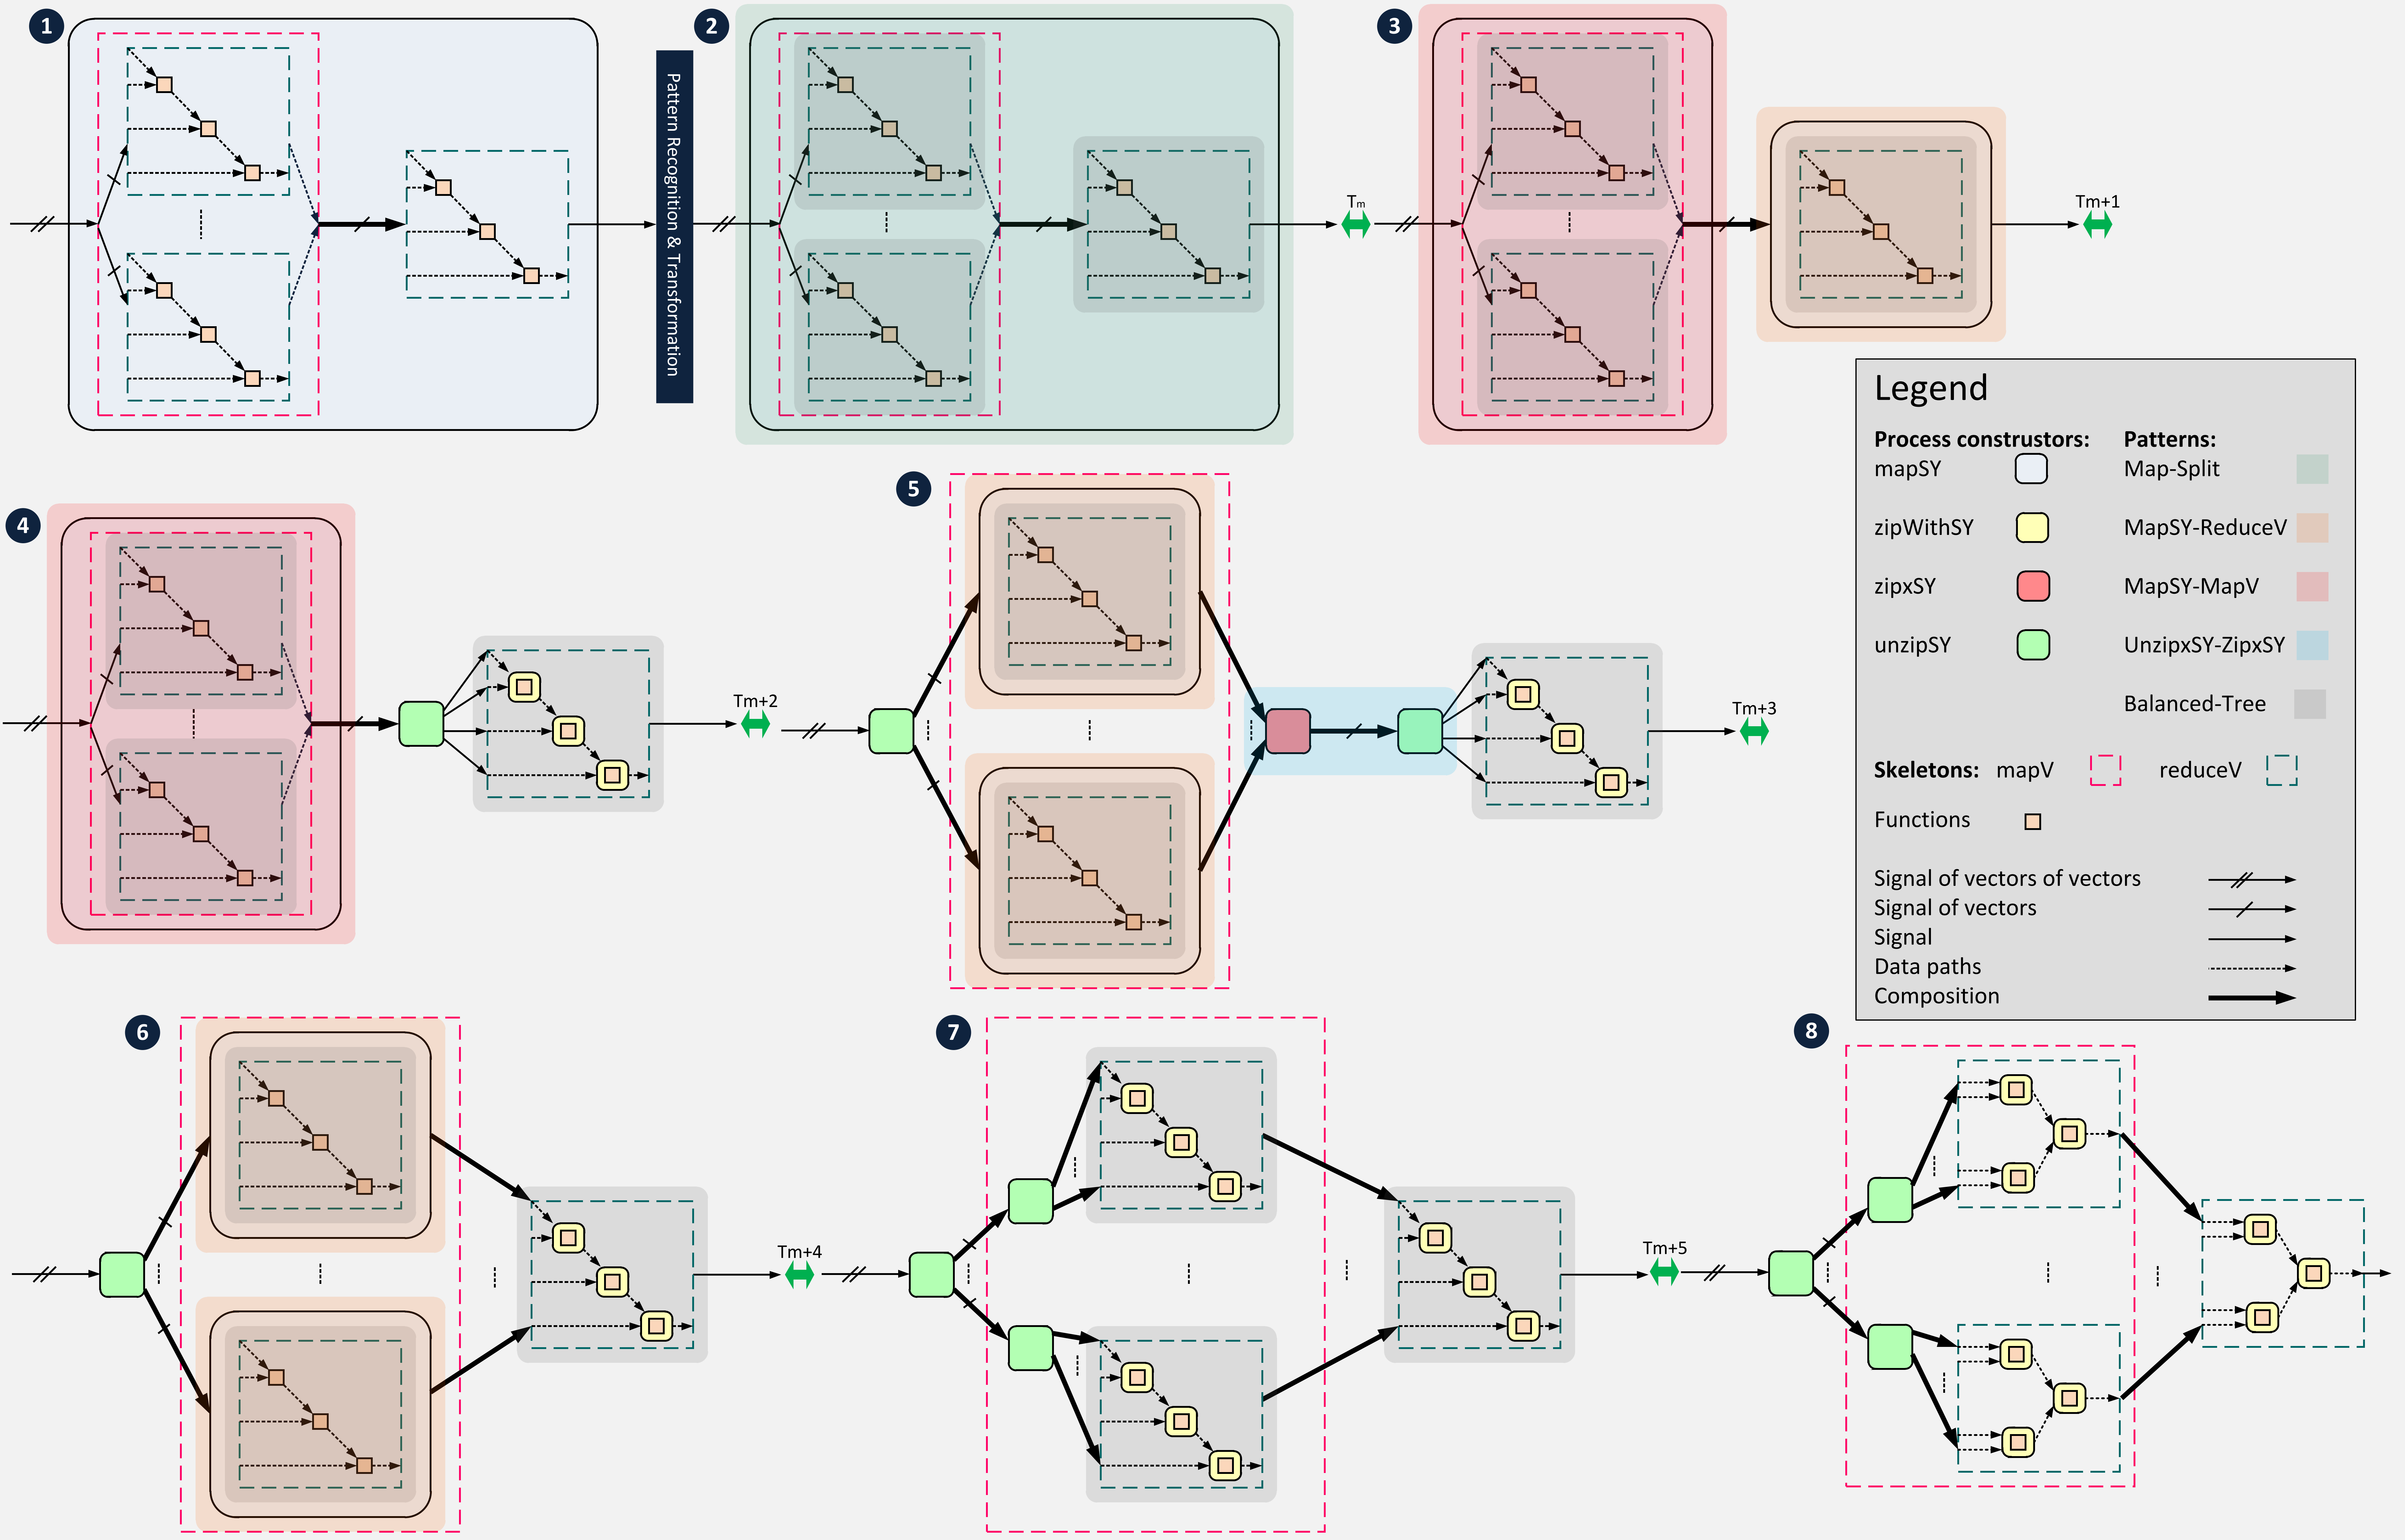 1
2
3
Pattern Recognition & Transformation
Tm
Tm+1
Legend
Process construstors:
Patterns:
mapSY
Map-Split
zipWithSY
MapSY-ReduceV
zipxSY
MapSY-MapV
unzipSY
UnzipxSY-ZipxSY
Balanced-Tree
Skeletons: mapV reduceV
Functions
Signal of vectors of vectors
Signal of vectors
Signal
Data paths
Composition
4
5
Tm+2
Tm+3
6
7
8
Tm+4
Tm+5